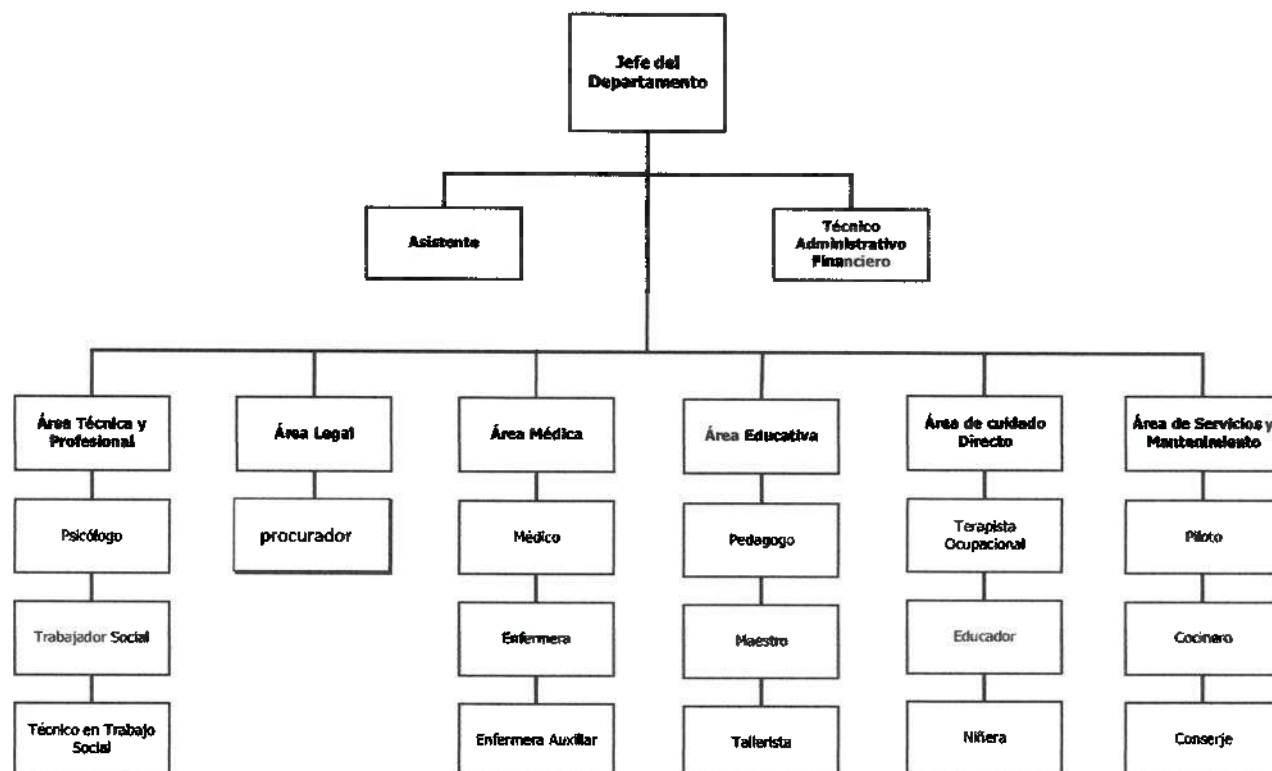 Jefe del
Departamento
Asistente
Técnico
Administrativo
Financiero
Área Técnica y
Profesional
Área Legal
Área Médica
Área Educativa
Área de cuidado
Directo
Área de Servicios y
Mantenimiento
Psicólogo
procurador
Médico
Pedagogo
Terapista
Ocupacional
Piloto
Trabajador Social
Enfermera
Maestro
Educador
Cocinero
Técnico en Trabajo
Social
Enfermera Auxiliar
Tallerista
Niñera
Conserje